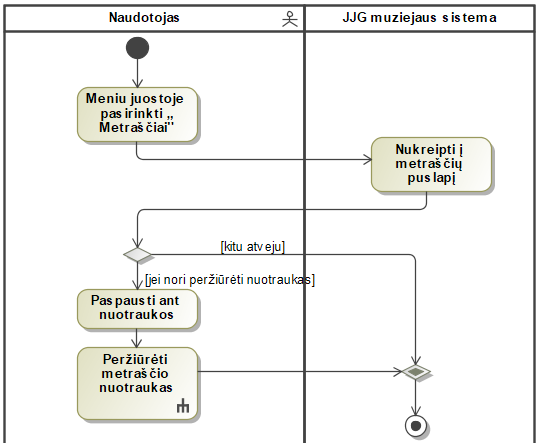 Naudotojas
JJG muziejaus sistema
Meniu juostoje
pasirinkti „
Metraščiai"
Nukreipti į
metraščių
puslapį
[kitu atveju]
[jei nori peržiūrėti nuotraukas]
Paspausti ant
nuotraukos
Peržiūrėti
metraščio
nuotraukas